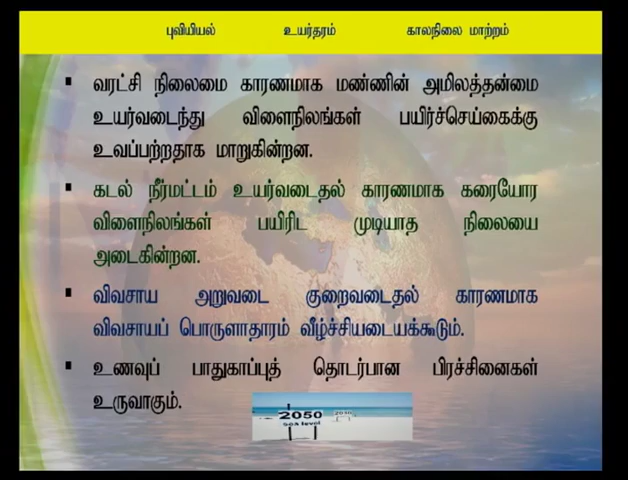 புவியியல் உயர்தரம் காலநிலை மாற்றம்
▪ வரட்சி நிலைமை காரணமாக மண்ணின் அமிலத்தன்மை
உயர்வடைந்து விளைநிலங்கள் பயிர்ச்செய்கைக்கு
உவப்பற்றதாக மாறுகின்றன.
▪ கடல் நீர்மட்டம் உயர்வடைதல் காரணமாக கரையோர
விளைநிலங்கள் பயிரிட முடியாத நிலையை
அடைகின்றன.
▪ விவசாய அறுவடை குறைவடைதல் காரணமாக
விவசாயப் பொருளாதாரம் வீழ்ச்சியடையக்கூடும்.
▪ உணவுப் பாதுகாப்புத் தொடர்பான பிரச்சினைகள்
உருவாகும்.
2050
sea level